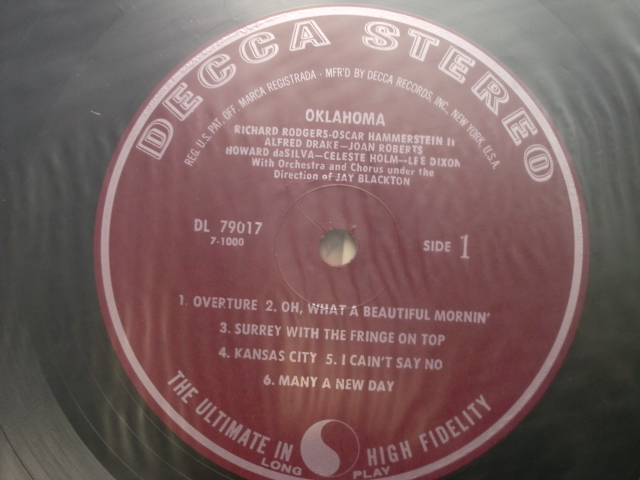 DECCA STEREO
REG. U.S. PAT. OFF. MARCA REGISTRADA · MFR'D BY DECCA RECORDS, INC., NEW YORK, U.S.A.
OKLAHOMA
RICHARD RODGERS-OSCAR HAMMERSTEIN II
ALFRED DRAKE—JOAN ROBERTS
HOWARD daSILVA—CELESTE HOLM—LEE DIXON
With Orchestra and Chorus under the
Direction of JAY BLACKTON
DL 79017
7-1000
SIDE 1
1. OVERTURE 2. OH, WHAT A BEAUTIFUL MORNIN'
3. SURREY WITH THE FRINGE ON TOP
4. KANSAS CITY 5. I CAIN'T SAY NO
6. MANY A NEW DAY
THE ULTIMATE IN HIGH FIDELITY
LONG PLAY